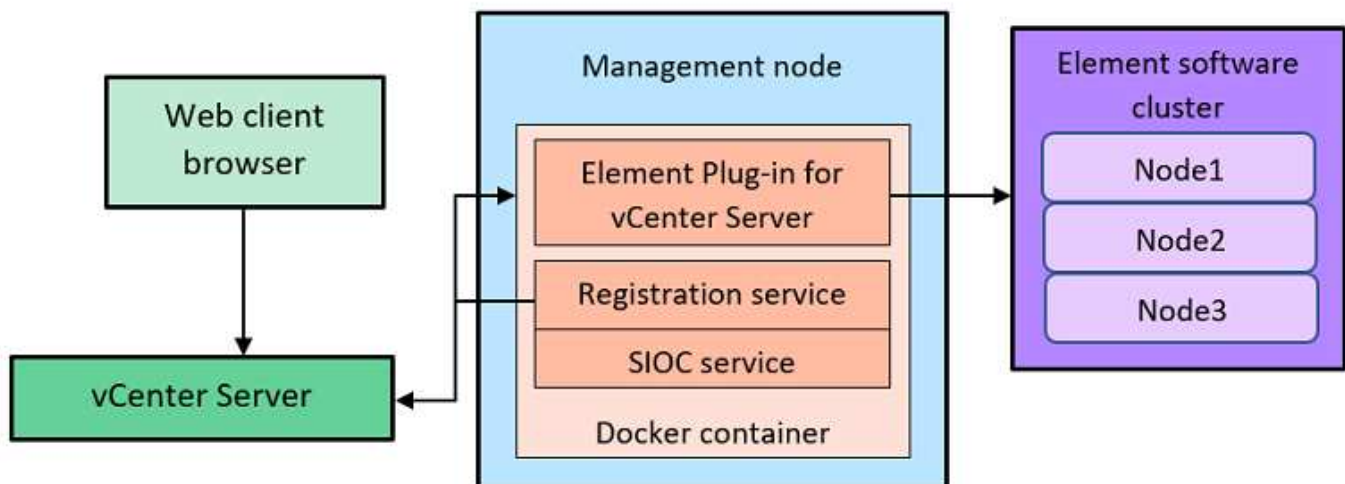 Web client
browser
vCenter Server
Management node
Element Plug-in for
vCenter Server
Registration service
SIOC service
Docker container
Element software
cluster
Node1
Node2
Node3